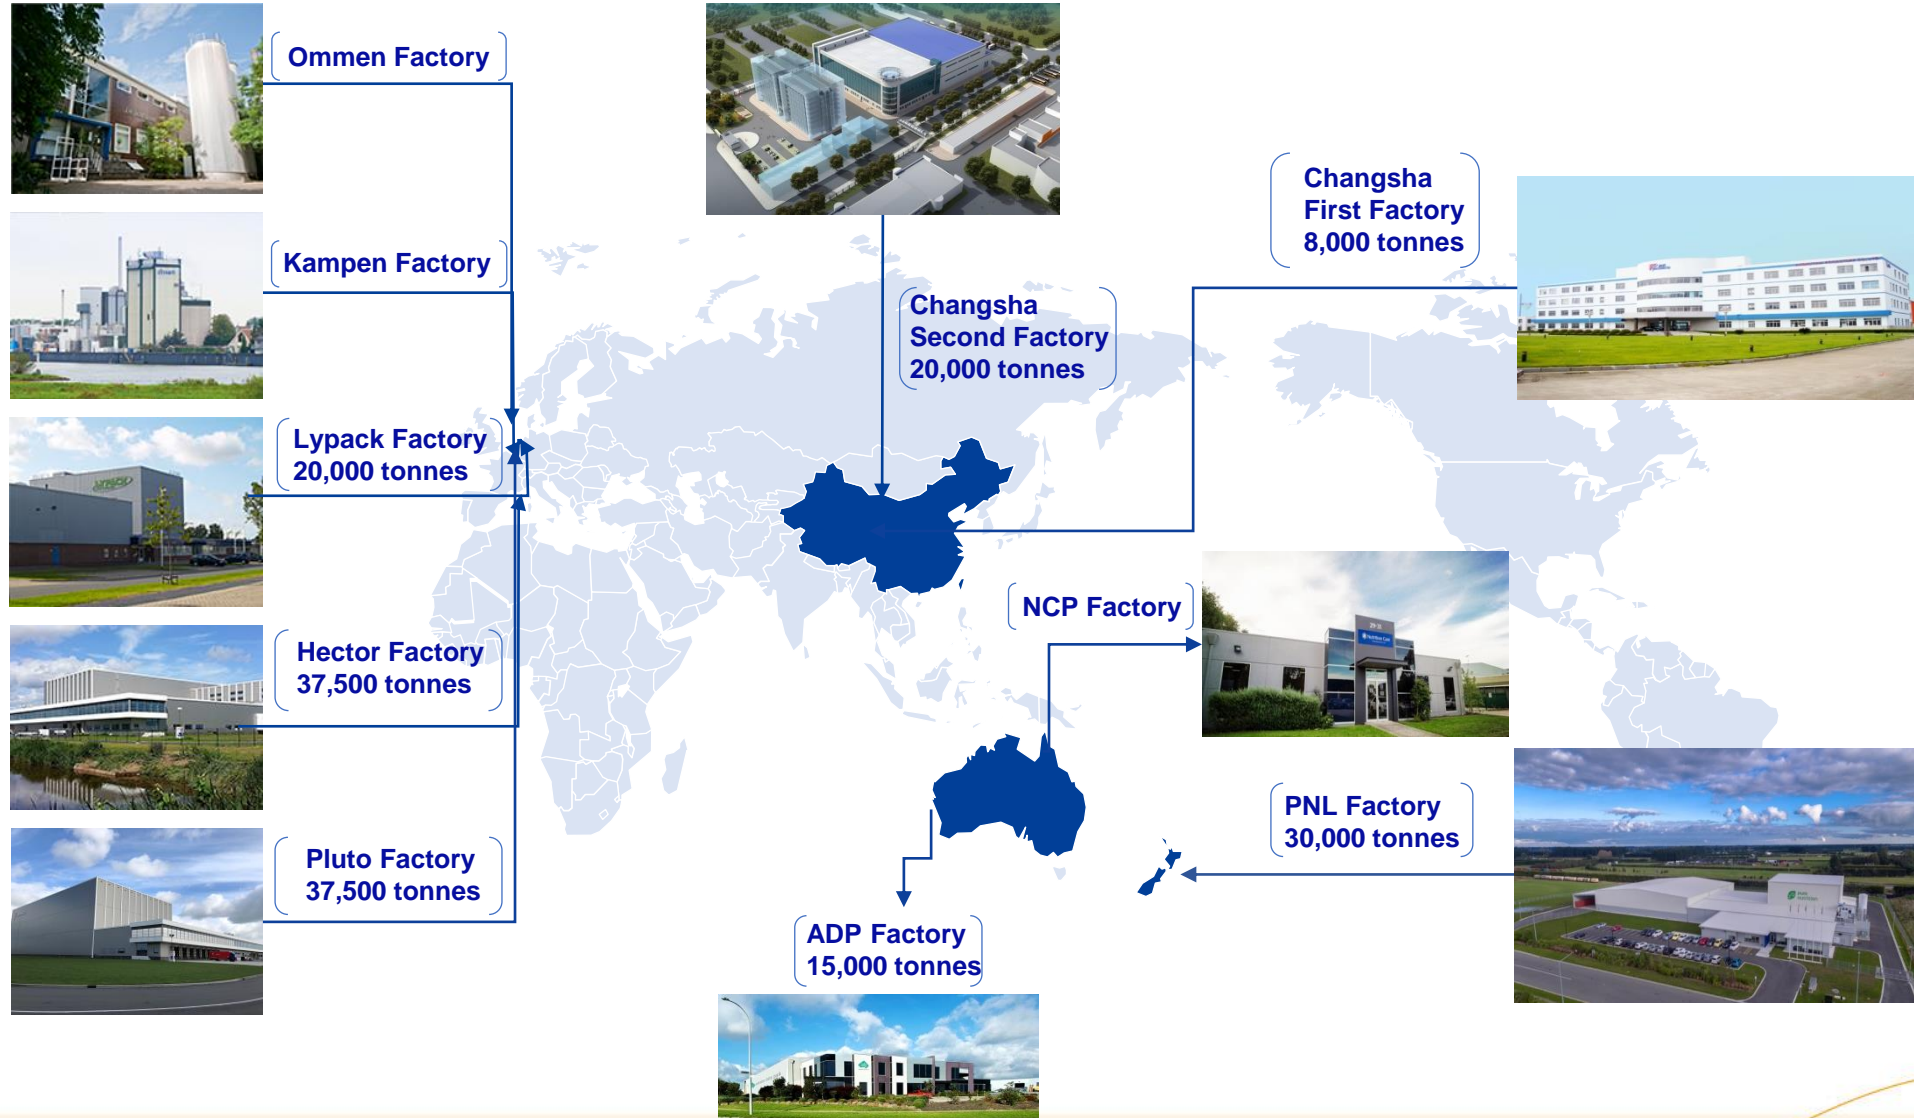 Ommen Factory
Kampen Factory
Lypack Factory
20,000 tonnes
Hector Factory
37,500 tonnes
Pluto Factory
37,500 tonnes
Changsha
Second Factory
20,000 tonnes
Changsha
First Factory
8,000 tonnes
NCP Factory
PNL Factory
30,000 tonnes
ADP Factory
15,000 tonnes